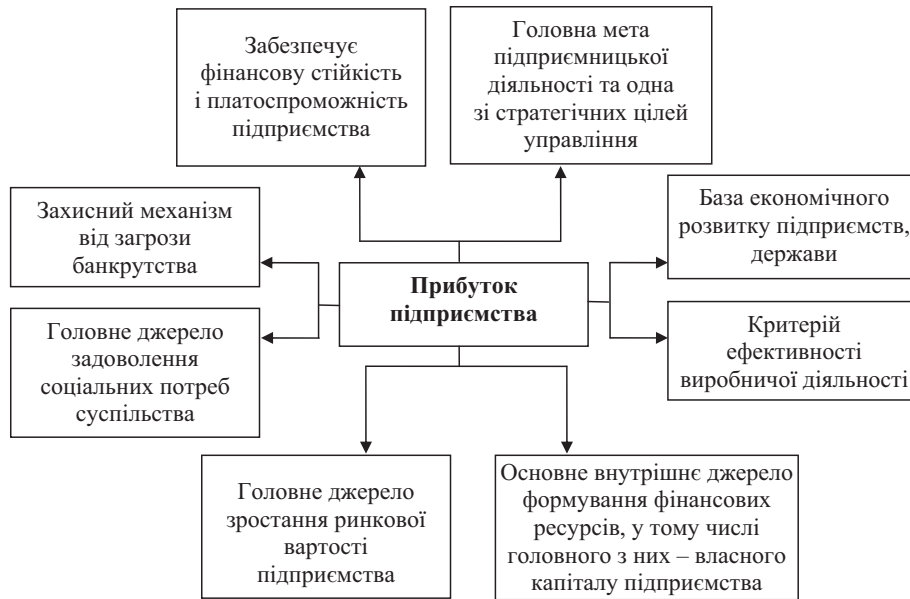 Забезпечує
фінансову стійкість
і платоспроможність
підприємства
Головна мета
підприємницької
діяльності та одна
зі стратегічних цілей
управління
Захисний механізм
від загрози
банкрутства
База економічного
розвитку підприємств,
держави
Прибуток
підприємства
Головне джерело
задоволення
соціальних потреб
суспільства
Критерій
ефективності
виробничої діяльності
Головне джерело
зростання ринкової
вартості
підприємства
Основне внутрішнє джерело
формування фінансових
ресурсів, у тому числі
головного з них – власного
капіталу підприємства